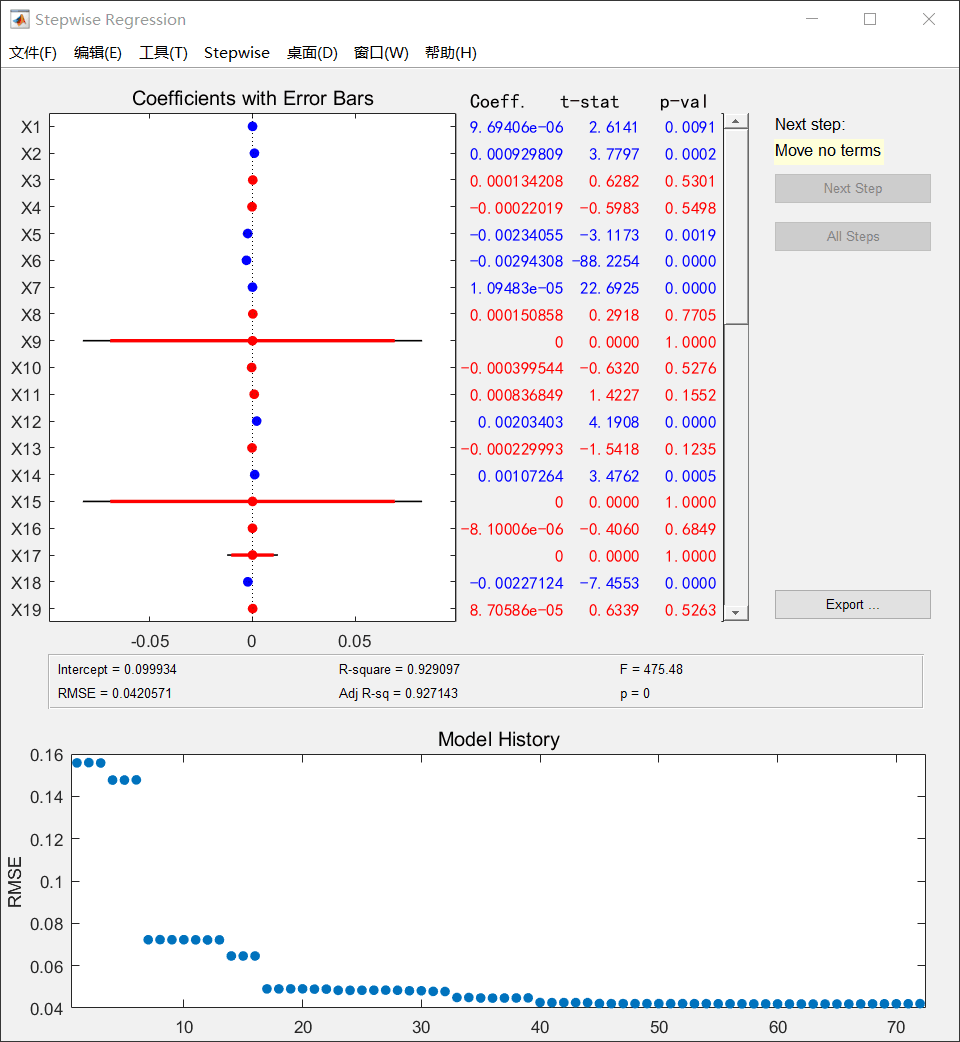 Stepwise Regression
文件(F) 编辑(E) 工具(T) Stepwise 桌面(D) 窗口(W) 帮助(H)
Coefficients with Error Bars
Coeff. t-stat p-val
X1 9.69406e-06 2.6141 0.0091
X2 0.000929809 3.7797 0.0002
X3 0.000134208 0.6282 0.5301
X4 -0.00022019 -0.5983 0.5498
X5 -0.00234055 -3.1173 0.0019
X6 -0.00294308 -88.2254 0.0000
X7 1.09483e-05 22.6925 0.0000
X8 0.000150858 0.2918 0.7705
X9 0 0.0000 1.0000
X10 -0.000399544 -0.6320 0.5276
X11 0.000836849 1.4227 0.1552
X12 0.00203403 4.1908 0.0000
X13 -0.000229993 -1.5418 0.1235
X14 0.00107264 3.4762 0.0005
X15 0 0.0000 1.0000
X16 -8.10006e-06 -0.4060 0.6849
X17 0 0.0000 1.0000
X18 -0.00227124 -7.4553 0.0000
X19 8.70586e-05 0.6339 0.5263
-0.05 0 0.05
Next step:
Move no terms
Next Step
All Steps
Export ...
Intercept = 0.099934 R-square = 0.929097 F = 475.48
RMSE = 0.0420571 Adj R-sq = 0.927143 p = 0
Model History
RMSE
0.16
0.14
0.12
0.1
0.08
0.06
0.04
10 20 30 40 50 60 70